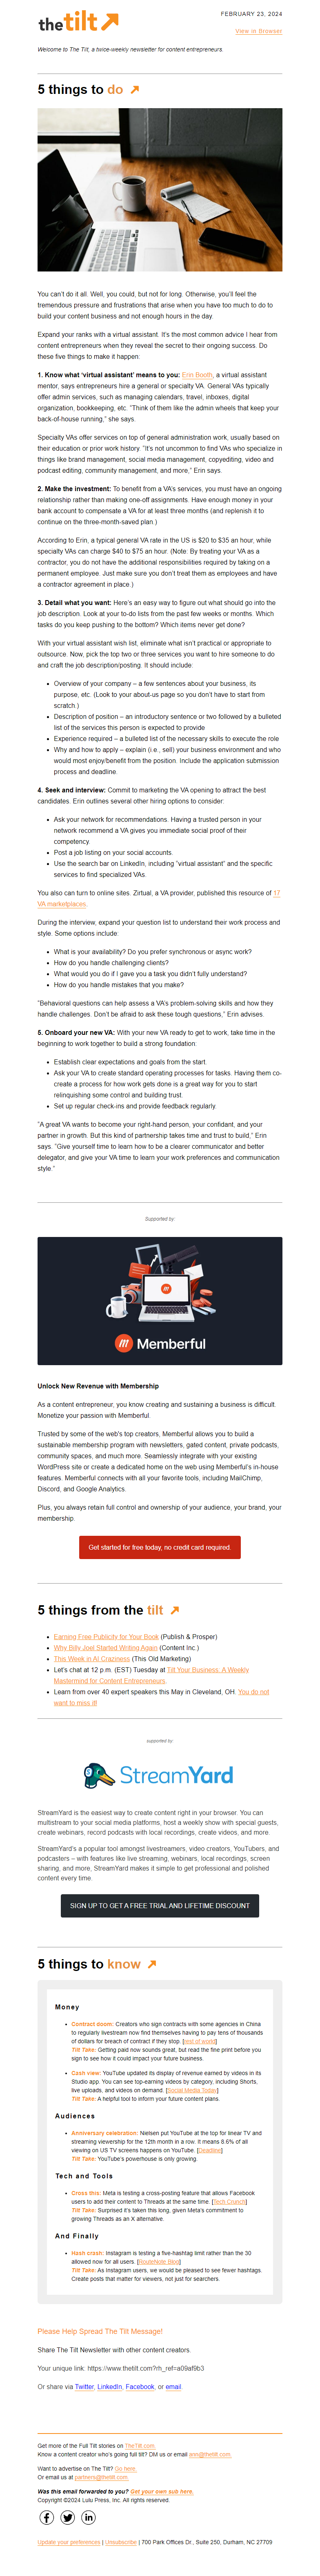 thetilt
FEBRUARY 23, 2024
View in Browser
Welcome to The Tilt, a twice-weekly newsletter for content entrepreneurs.
5 things to do
You can't do it all. Well, you could, but not for long. Otherwise, you'll feel the
tremendous pressure and frustrations that arise when you have too much to do to
build your content business and not enough hours in the day.
Expand your ranks with a virtual assistant. It's the most common advice I hear from
content entrepreneurs when they reveal the secret to their ongoing success. Do
these five things to make it happen:
1. Know what 'virtual assistant' means to you: Erin Booth, a virtual assistant
mentor, says entrepreneurs hire a general or specialty VA. General VAs typically
offer admin services, such as managing calendars, travel, inboxes, digital
organization, bookkeeping, etc. "Think of them like the admin wheels that keep your
back-of-house running," she says.
Specialty VAs offer services on top of general administration work, usually based on
their education or prior work history. "It's not uncommon to find VAs who specialize in
things like brand management, social media management, copyediting, video and
podcast editing, community management, and more," Erin says.
2. Make the investment: To benefit from a VA's services, you must have an ongoing
relationship rather than making one-off assignments. Have enough money in your
bank account to compensate a VA for at least three months (and replenish it to
continue on the three-month-saved plan.)
According to Erin, a typical general VA rate in the US is $20 to $35 an hour, while
specialty VAs can charge $40 to $75 an hour. (Note: By treating your VA as a
contractor, you do not have the additional responsibilities required by taking on a
permanent employee. Just make sure you don't treat them as employees and have
a contractor agreement in place.)
3. Detail what you want: Here's an easy way to figure out what should go into the
job description. Look at your to-do lists from the past few weeks or months. Which
tasks do you keep pushing to the bottom? Which items never get done?
With your virtual assistant wish list, eliminate what isn't practical or appropriate to
outsource. Now, pick the top two or three services you want to hire someone to do
and craft the job description/posting. It should include:
Overview of your company – a few sentences about your business, its
purpose, etc. (Look to your about-us page so you don't have to start from
scratch.)
Description of position – an introductory sentence or two followed by a bulleted
list of the services this person is expected to provide
Experience required – a bulleted list of the necessary skills to execute the role
Why and how to apply – explain (i.e., sell) your business environment and who
would most enjoy/benefit from the position. Include the application submission
process and deadline
4. Seek and interview: Commit to marketing the VA opening to attract the best
candidates. Erin outlines several other hiring options to consider:
Ask your network for recommendations. Having a trusted person in your
network recommend a VA gives you immediate social proof of their
competency.
Post a job listing on your social accounts.
Use the search bar on LinkedIn, including "virtual assistant" and the specific
services to find specialized VAs.
You also can turn to online sites. Zirtual, a VA provider, published this resource of 17
VA marketplaces.
During the interview, expand your question list to understand their work process and
style. Some options include:
What is your availability? Do you prefer synchronous or async work?
How do you handle challenging clients?
What would you do if I gave you a task you didn't fully understand?
How do you handle mistakes that you make?
"Behavioral questions can help assess a VA's problem-solving skills and how they
handle challenges. Don't be afraid to ask these tough questions," Erin advises.
5. Onboard your new VA: With your new VA ready to get to work, take time in the
beginning to work together to build a strong foundation:
Establish clear expectations and goals from the start.
Ask your VA to create standard operating processes for tasks. Having them co-
create a process for how work gets done is a great way for you to start
relinquishing some control and building trust.
Set up regular check-ins and provide feedback regularly.
"A great VA wants to become your right-hand person, your confidant, and your
partner in growth. But this kind of partnership takes time and trust to build," Erin
says. "Give yourself time to learn how to be a clear communicator and better
delegator, and give your VA time to learn your work preferences and communication
style."
Supported by:
Memberful
Unlock New Revenue with Membership
As a content entrepreneur, you know creating and sustaining a business is difficult.
Monetize your passion with Memberful.
Trusted by some of the web's top creators, Memberful allows you to build a
sustainable membership program with newsletters, gated content, private podcasts,
community spaces, and much more. Seamlessly integrate with your existing
WordPress site or create a dedicated home on the web using Memberful's in-house
features. Memberful connects with all your favorite tools, including MailChimp,
Discord, and Google Analytics.
Plus, you always retain full control and ownership of your audience, your brand, your
membership.
Get started for free today, no credit card required.
5 things from the tilt
Earning Free Publicity for Your Book (Publish & Prosper)
Why Billy Joel Started Writing Again (Content Inc.)
This Week in AI Craziness (This Old Marketing)
Let's chat at 12 p.m. (EST) Tuesday at Tilt Your Business: A Weekly
Mastermind for Content Entrepreneurs.
Learn from over 40 expert speakers this May in Cleveland, OH. You do not
want to miss it!
supported by:
StreamYard
StreamYard is the easiest way to create content right in your browser. You can
multistream to your social media platforms, host a weekly show with special guests,
create webinars, record podcasts with local recordings, create videos, and more.
StreamYard's a popular tool amongst livestreamers, video creators, YouTubers, and
podcasters – with features like live streaming, webinars, local recordings, screen
sharing, and more, StreamYard makes it simple to get professional and polished
content every time.
SIGN UP TO GET A FREE TRIAL AND LIFETIME DISCOUNT
5 things to know
Money
Contract doom: Creators who sign contracts with some agencies in China
to regularly livestream now find themselves having to pay tens of thousands
of dollars for breach of contract if they stop. [rest of world]
Tilt Take: Getting paid now sounds great, but read the fine print before you
sign to see how it could impact your future business.
Cash view: YouTube updated its display of revenue earned by videos in its
Studio app. You can see top-earning videos by category, including Shorts,
live uploads, and videos on demand. [Social Media Today]
Tilt Take: A helpful tool to inform your future content plans.
Audiences
Anniversary celebration: Nielsen put YouTube at the top for linear TV and
streaming viewership for the 12th month in a row. It means 8.6% of all
viewing on US TV screens happens on YouTube. [Deadline]
Tilt Take: YouTube's powerhouse is only growing.
Tech and Tools
Cross this: Meta is testing a cross-posting feature that allows Facebook
users to add their content to Threads at the same time. [Tech Crunch]
Tilt Take: Surprised it's taken this long, given Meta's commitment to
growing Threads as an X alternative.
And Finally
Hash crash: Instagram is testing a five-hashtag limit rather than the 30
allowed now for all users. [RouteNote Blog]
Tilt Take: As Instagram users, we would be pleased to see fewer hashtags.
Create posts that matter for viewers, not just for searchers.
Please Help Spread The Tilt Message!
Share The Tilt Newsletter with other content creators.
Your unique link: https://www.thetilt.com?rh_ref=a09af9b3
Or share via Twitter, LinkedIn, Facebook, or email.
Get more of the Full Tilt stories on TheTilt.com.
Know a content creator who's going full tilt? DM us or email ann@thetilt.com.
Want to advertise on The Tilt? Go here.
Or email us at partners@thetilt.com.
Was this email forwarded to you? Get your own sub here.
Copyright ©2024 Lulu Press, Inc. All rights reserved.
Update your preferences | Unsubscribe | 700 Park Offices Dr., Suite 250, Durham, NC 27709